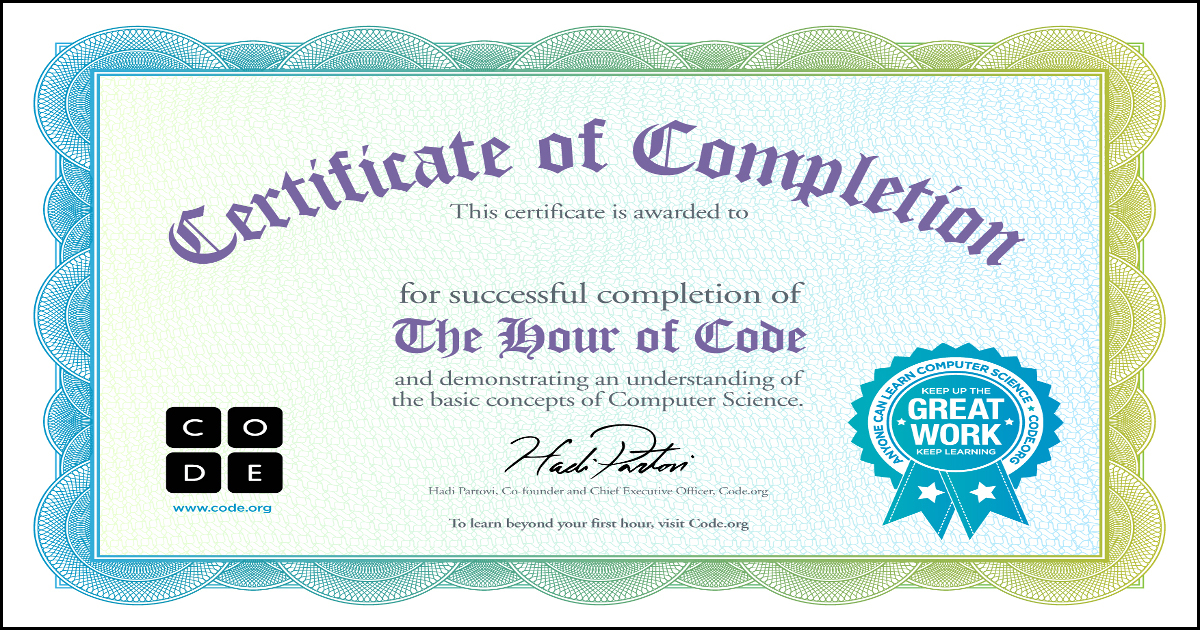 Certificate of Completion
This certificate is awarded to
for successful completion of
The Hour of Code
and demonstrating an understanding of
the basic concepts of Computer Science.
C O
D E
www.code.org
Hadi Partovi
Hadi Partovi, Co-founder and Chief Executive Officer, Code.org
To learn beyond your first hour, visit Code.org
ANYONE CAN LEARN COMPUTER SCIENCE ★ CODE.ORG
KEEP UP THE
GREAT
WORK
KEEP LEARNING